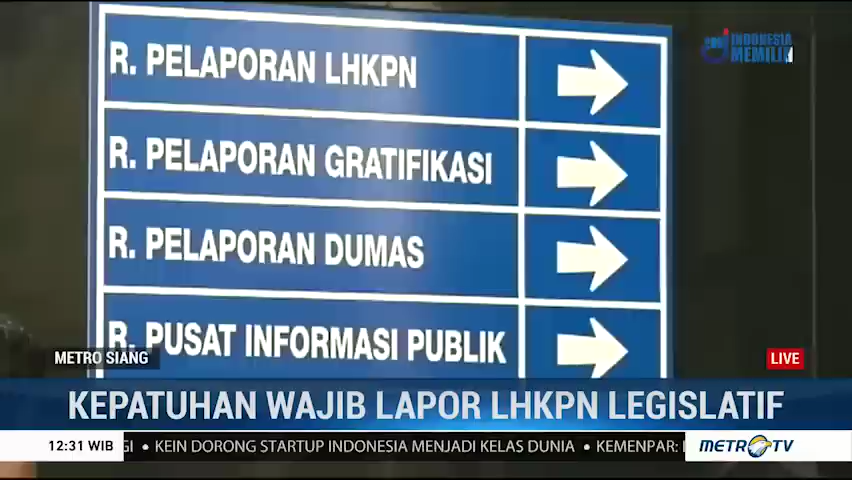 R. PELAPORAN LHKPN
INDONESIA
R. PELAPORAN GRATIFIKASI
R. PELAPORAN DUMAS
R. PUSAT INFORMASI PUBLIK
METRO SIANG
LIVE
KEPATUHAN WAJIB LAPOR LHKPN LEGISLATIF
12:31 WIB
• KEIN DORONG STARTUP INDONESIA MENJADI KELAS DUNIA • KEMENPAR:
METRO TV